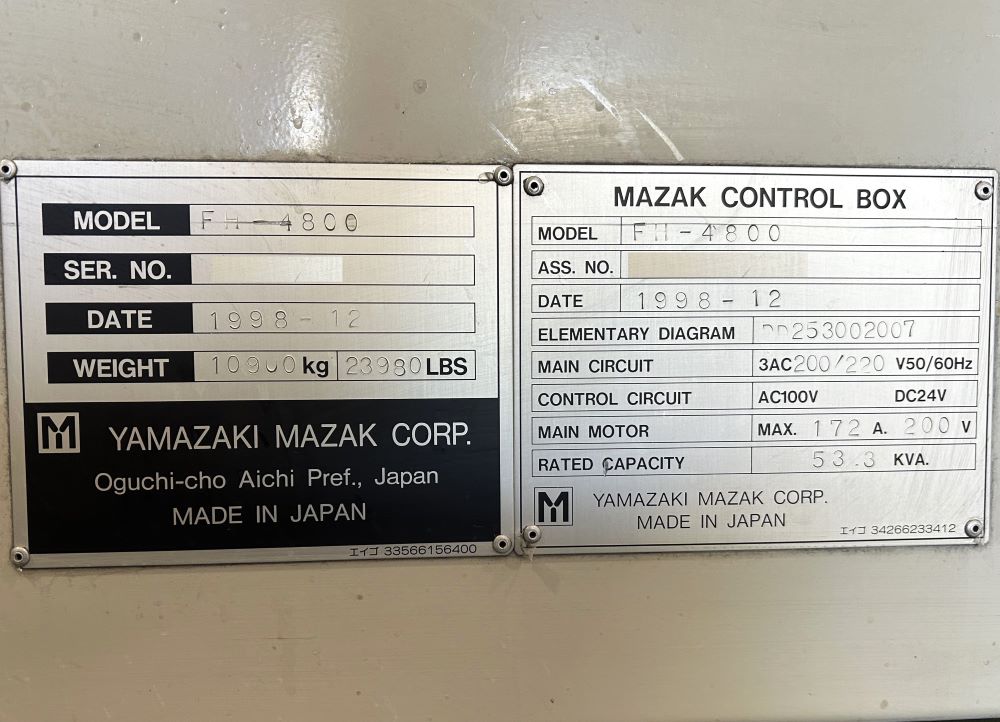 MODEL FH-4800
SER. NO.
DATE 1998-12
WEIGHT 10900 kg 23980 LBS
YAMAZAKI MAZAK CORP.
Oguchi-cho Aichi Pref., Japan
MADE IN JAPAN
エイゴ 33566156400
MAZAK CONTROL BOX
MODEL FH-4800
ASS. NO.
DATE 1998-12
ELEMENTARY DIAGRAM DD253002007
MAIN CIRCUIT 3AC200/220 V50/60Hz
CONTROL CIRCUIT AC100V DC24V
MAIN MOTOR MAX. 172 A. 200 V
RATED CAPACITY 53.3 KVA.
YAMAZAKI MAZAK CORP.
MADE IN JAPAN
エイゴ 34266233412